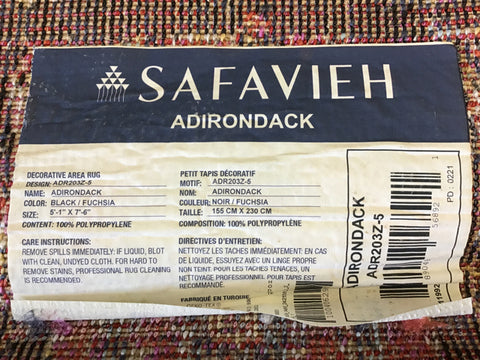 SAFAVIEH
ADIRONDACK
DECORATIVE AREA RUG
DESIGN: ADR203Z-5
NAME: ADIRONDACK
COLOR: BLACK / FUCHSIA
SIZE: 5'-1" X 7'-6"
CONTENT: 100% POLYPROPYLENE
CARE INSTRUCTIONS:
REMOVE SPILLS IMMEDIATELY: IF LIQUID, BLOT
WITH CLEAN, UNDYED CLOTH. FOR HARD TO
REMOVE STAINS, PROFESSIONAL RUG CLEANING
IS RECOMMENDED.
PETIT TAPIS DÉCORATIF
MOTIF: ADR203Z-5
NOM: ADIRONDACK
COULEUR: NOIR / FUCHSIA
TAILLE: 155 CM X 230 CM
COMPOSITION: 100% POLYPROPYLÈNE
DIRECTIVES D'ENTRETIEN:
NETTOYEZ LES TACHES IMMÉDIATEMENT: EN CAS
DE LIQUIDE, ESSUYEZ AVEC UN LINGE PROPRE
NON TEINT. POUR LES TACHES TENACES, UN
NETTOYAGE PROFESSIONNEL POUR TAPIS EST
RECOMMANDÉ.
FABRIQUÉ EN TURQUIE
ADIRONDACK
ADR203Z-5
1
56892
PD : 0221